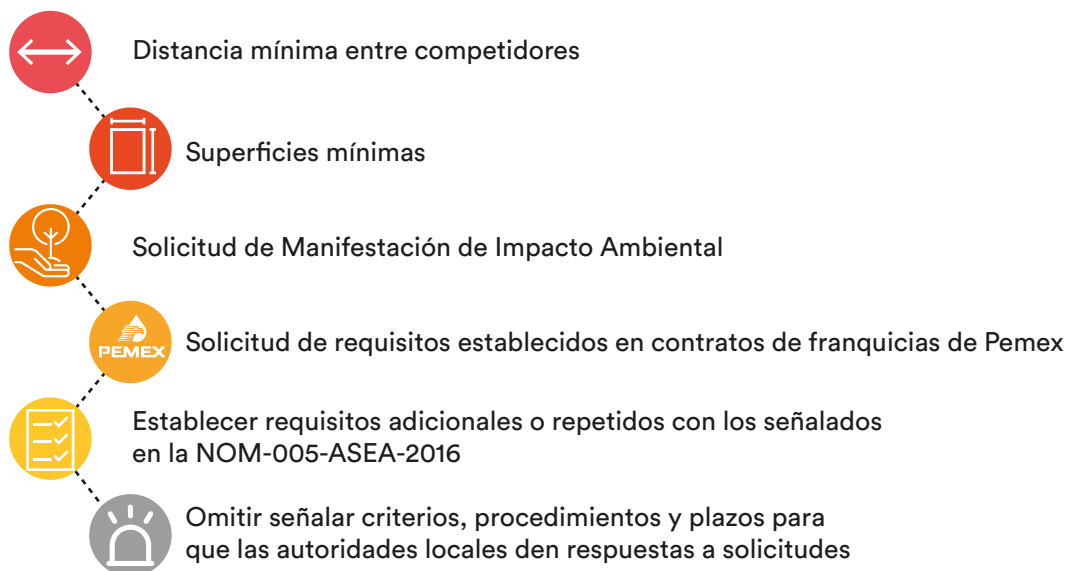 Distancia mínima entre competidores
Superficies mínimas
Solicitud de Manifestación de Impacto Ambiental
PEMEX
Solicitud de requisitos establecidos en contratos de franquicias de Pemex
Establecer requisitos adicionales o repetidos con los señalados
en la NOM-005-ASEA-2016
Omitir señalar criterios, procedimientos y plazos para
que las autoridades locales den respuestas a solicitudes